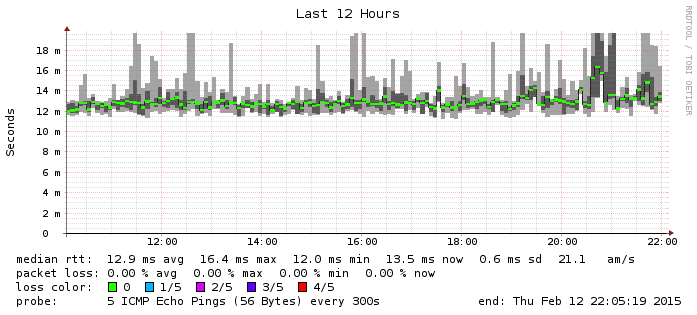 Last 12 Hours
RRDTOOL / TOBI OETIKER
Seconds
18 m
16 m
14 m
12 m
10 m
8 m
6 m
4 m
2 m
0
12:00 14:00 16:00 18:00 20:00 22:00
median rtt: 12.9 ms avg 16.4 ms max 12.0 ms min 13.5 ms now 0.6 ms sd 21.1 am/s
packet loss: 0.00 % avg 0.00 % max 0.00 % min 0.00 % now
loss color: 0 1/5 2/5 3/5 4/5
probe: 5 ICMP Echo Pings (56 Bytes) every 300s end: Thu Feb 12 22:05:19 2015